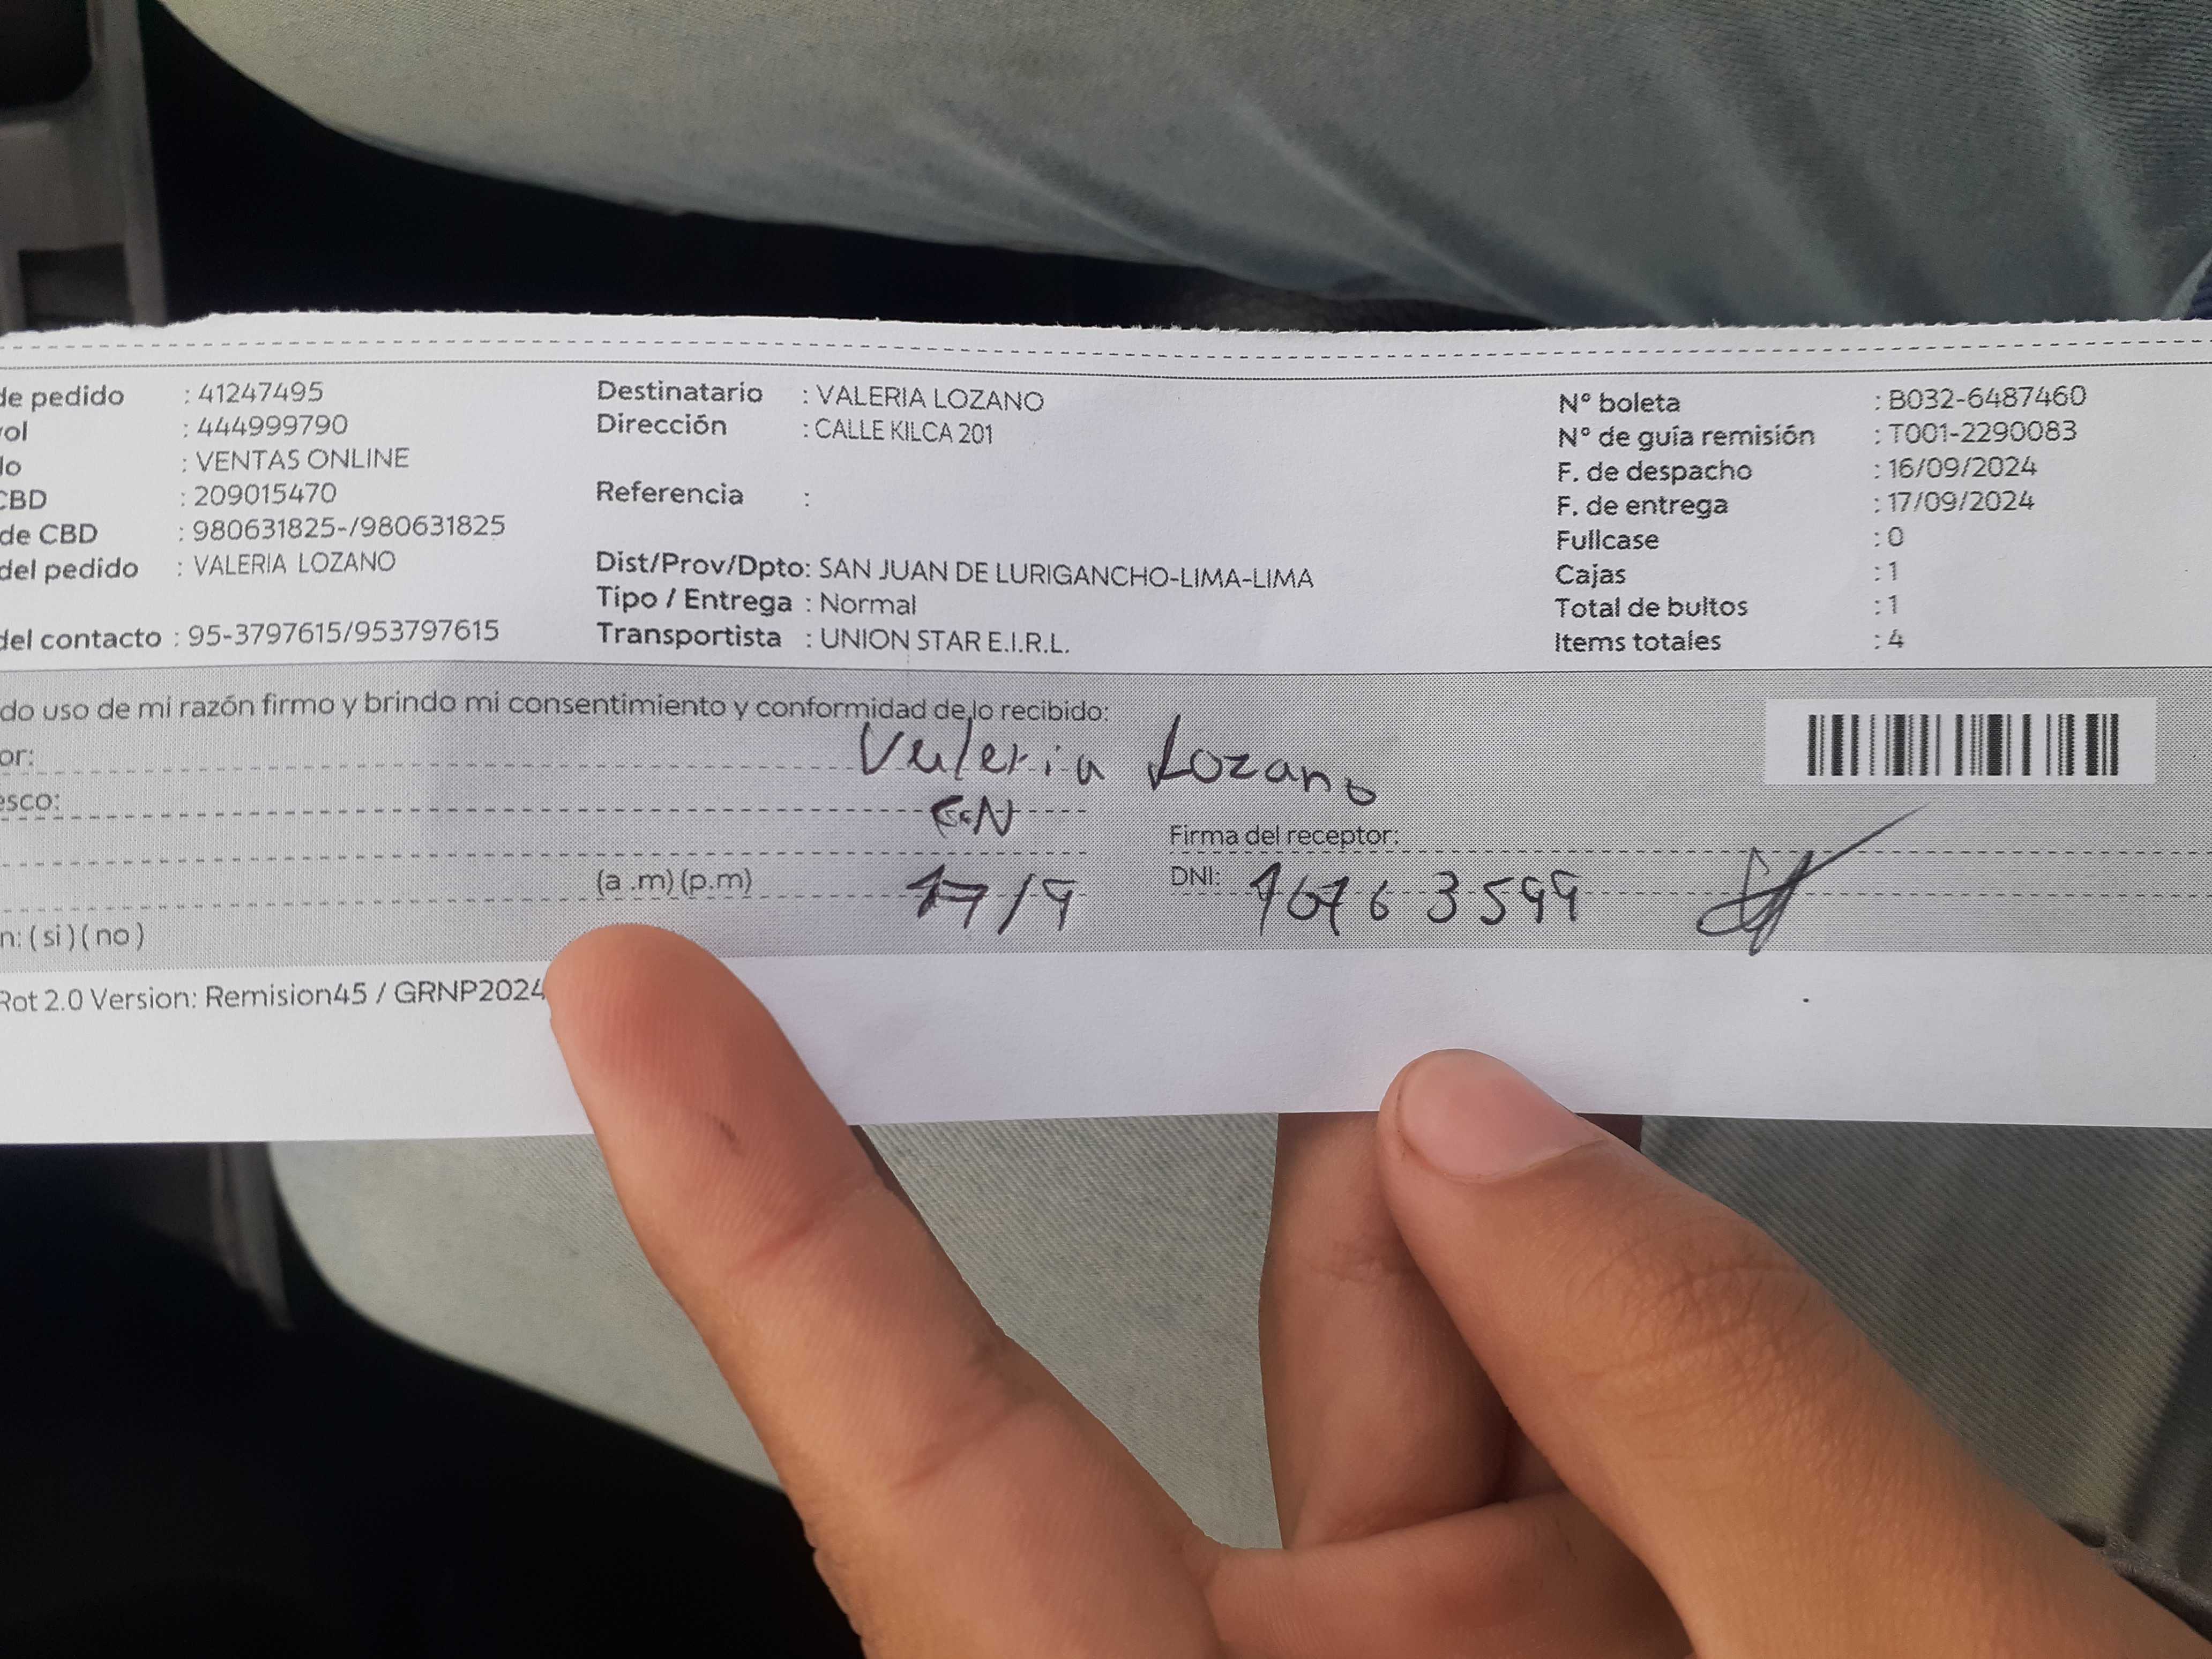 de pedido : 41247495
ol : 444999790
lo : VENTAS ONLINE
CBD : 209015470
de CBD : 980631825-/980631825
del pedido : VALERIA LOZANO
del contacto : 95-3797615/953797615
Destinatario : VALERIA LOZANO
Dirección : CALLE KILCA 201
Referencia :
Dist/Prov/Dpto: SAN JUAN DE LURIGANCHO-LIMA-LIMA
Tipo / Entrega : Normal
Transportista : UNION STAR E.I.R.L.
Nº boleta : B032-6487460
Nº de guía remisión : T001-2290083
F. de despacho : 16/09/2024
F. de entrega : 17/09/2024
Fullcase : 0
Cajas : 1
Total de bultos : 1
Items totales : 4
do uso de mi razón firmo y brindo mi consentimiento y conformidad de lo recibido:
or: Valeria Lozano
esco:
Firma del receptor:
(a .m) (p.m) 17/9
DNI:
n: ( si ) ( no )
Rot 2.0 Version: Remision45 / GRNP2024